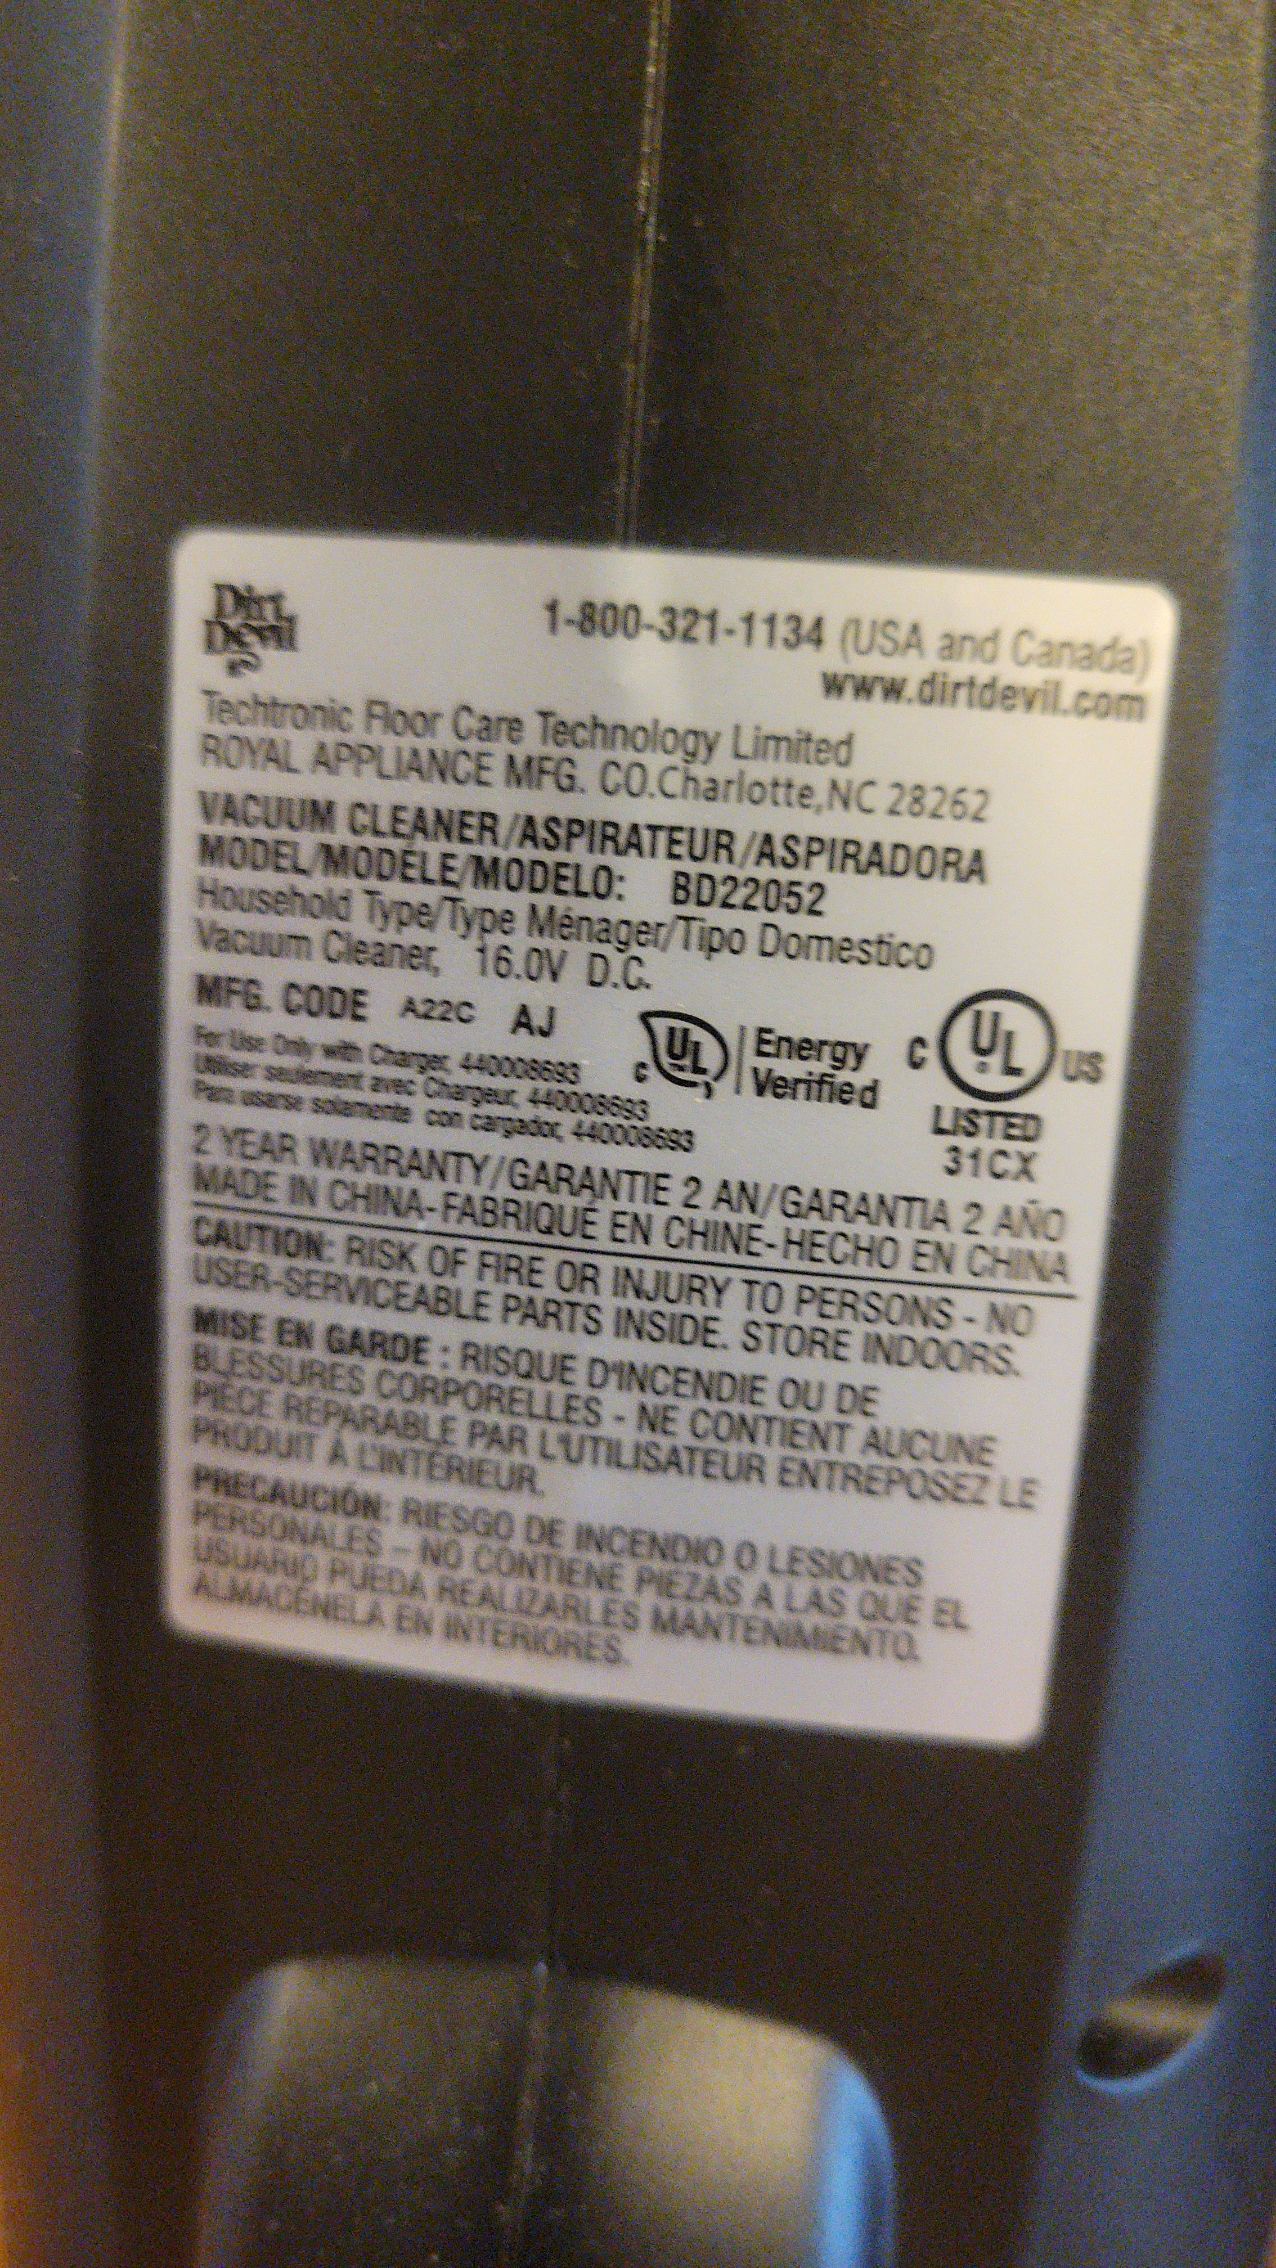 Dirt
Devil
1-800-321-1134 (USA and Canada)
www.dirtdevil.com
Techtronic Floor Care Technology Limited
ROYAL APPLIANCE MFG. CO.Charlotte,NC 28262
VACUUM CLEANER/ASPIRATEUR/ASPIRADORA
MODEL/MODÈLE/MODELO: BD22052
Household Type/Type Ménager/Tipo Domestico
Vacuum Cleaner, 16.0V D.C.
MFG. CODE A22C AJ
For Use Only with Charger, 440008693
Utiliser seulement avec Chargeur, 440008693
Para usarse solamente con cargador, 440008693
C UL Energy
Verified
C UL US
LISTED
31CX
2 YEAR WARRANTY/GARANTIE 2 AN/GARANTIA 2 AÑO
MADE IN CHINA-FABRIQUÉ EN CHINE-HECHO EN CHINA
CAUTION: RISK OF FIRE OR INJURY TO PERSONS - NO
USER-SERVICEABLE PARTS INSIDE. STORE INDOORS.
MISE EN GARDE : RISQUE D'INCENDIE OU DE
BLESSURES CORPORELLES - NE CONTIENT AUCUNE
PIÈCE RÉPARABLE PAR L'UTILISATEUR ENTREPOSEZ LE
PRODUIT À L'INTÉRIEUR.
PRECAUCIÓN: RIESGO DE INCENDIO O LESIONES
PERSONALES – NO CONTIENE PIEZAS A LAS QUE EL
USUARIO PUEDA REALIZARLES MANTENIMIENTO.
ALMACÉNELA EN INTERIORES.